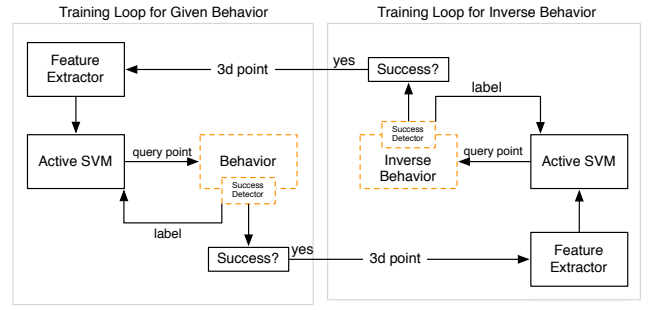 Training Loop for Given Behavior
Feature
Extractor
Active SVM
query point
Behavior
Success
Detector
label
Success?
yes
3d point
Training Loop for Inverse Behavior
Feature
Extractor
Active SVM
query point
Inverse
Behavior
Success
Detector
label
Success?
yes
3d point